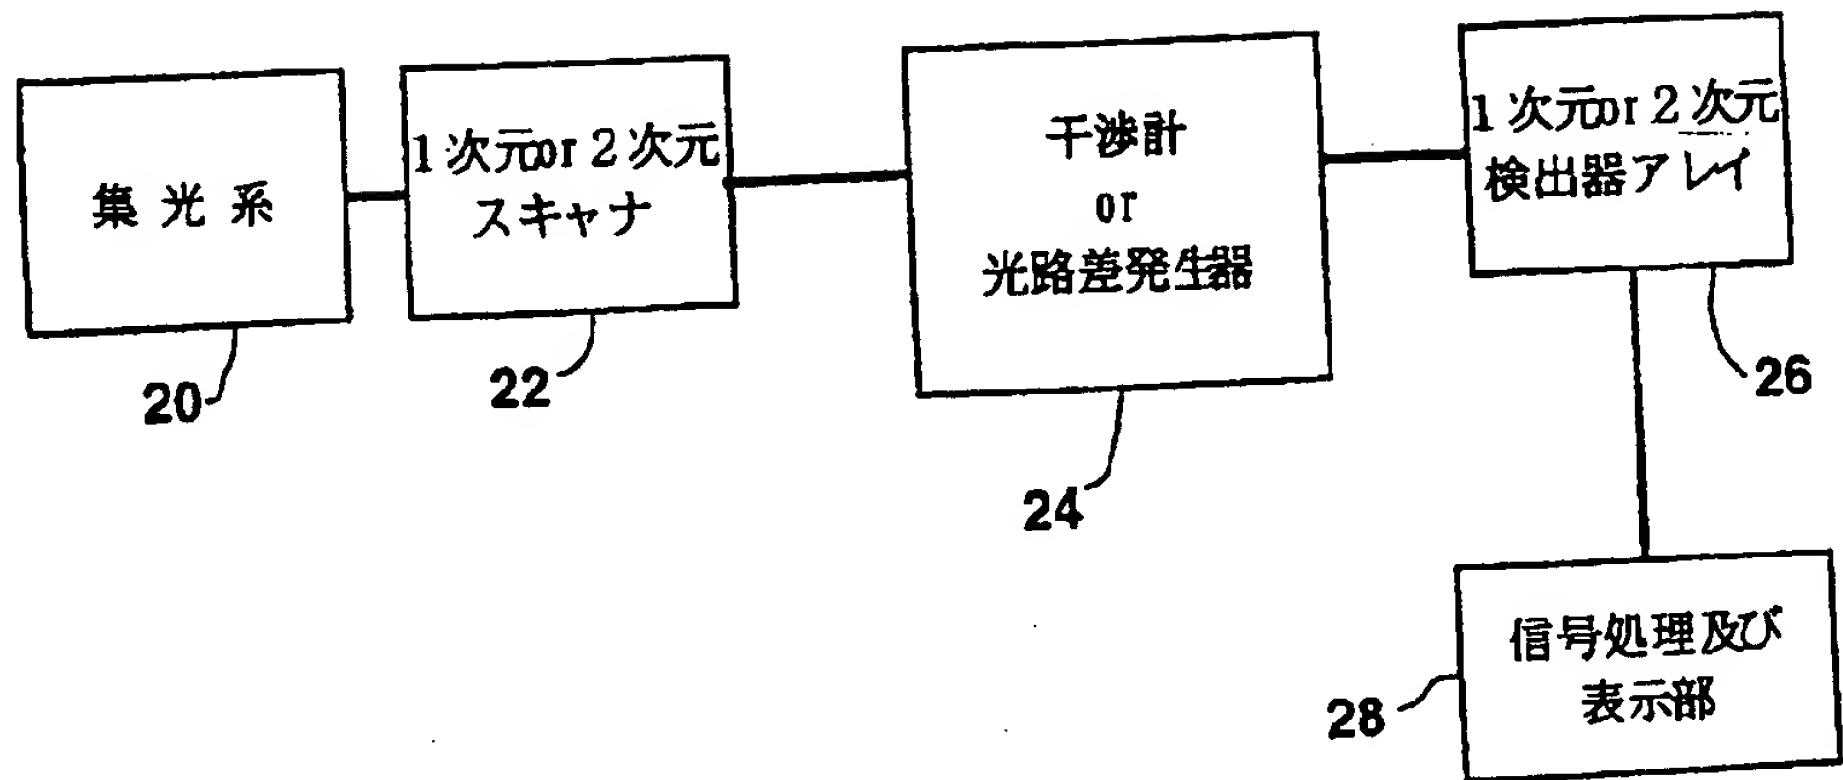 集光系
20
1次元or2次元
スキャナ
22
干渉計
or
光路差発生器
24
1次元or2次元
検出器アレイ
26
信号処理及び
表示部
28